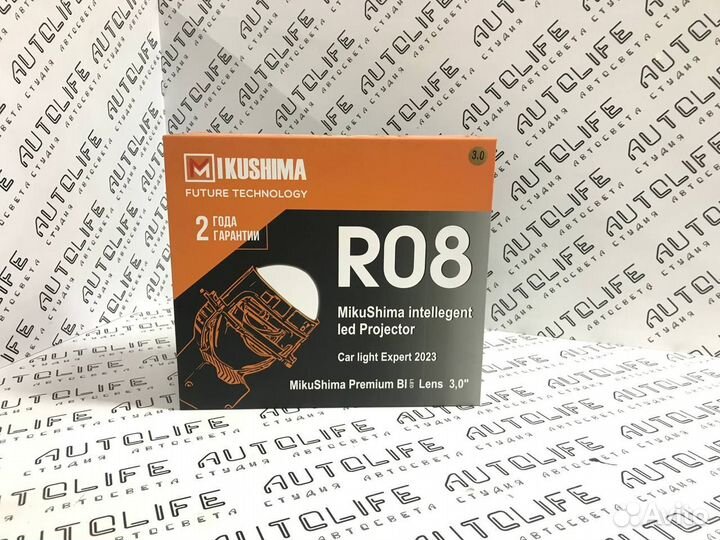 MIKUSHIMA
FUTURE TECHNOLOGY
3.0
2 ГОДА
ГАРАНТИИ
R08
MikuShima intellegent
led Projector
Car light Expert 2023
MikuShima Premium BI LED Lens 3,0"
AUTOLIFE
СТУДИЯ АВТОСВЕТА
Avito